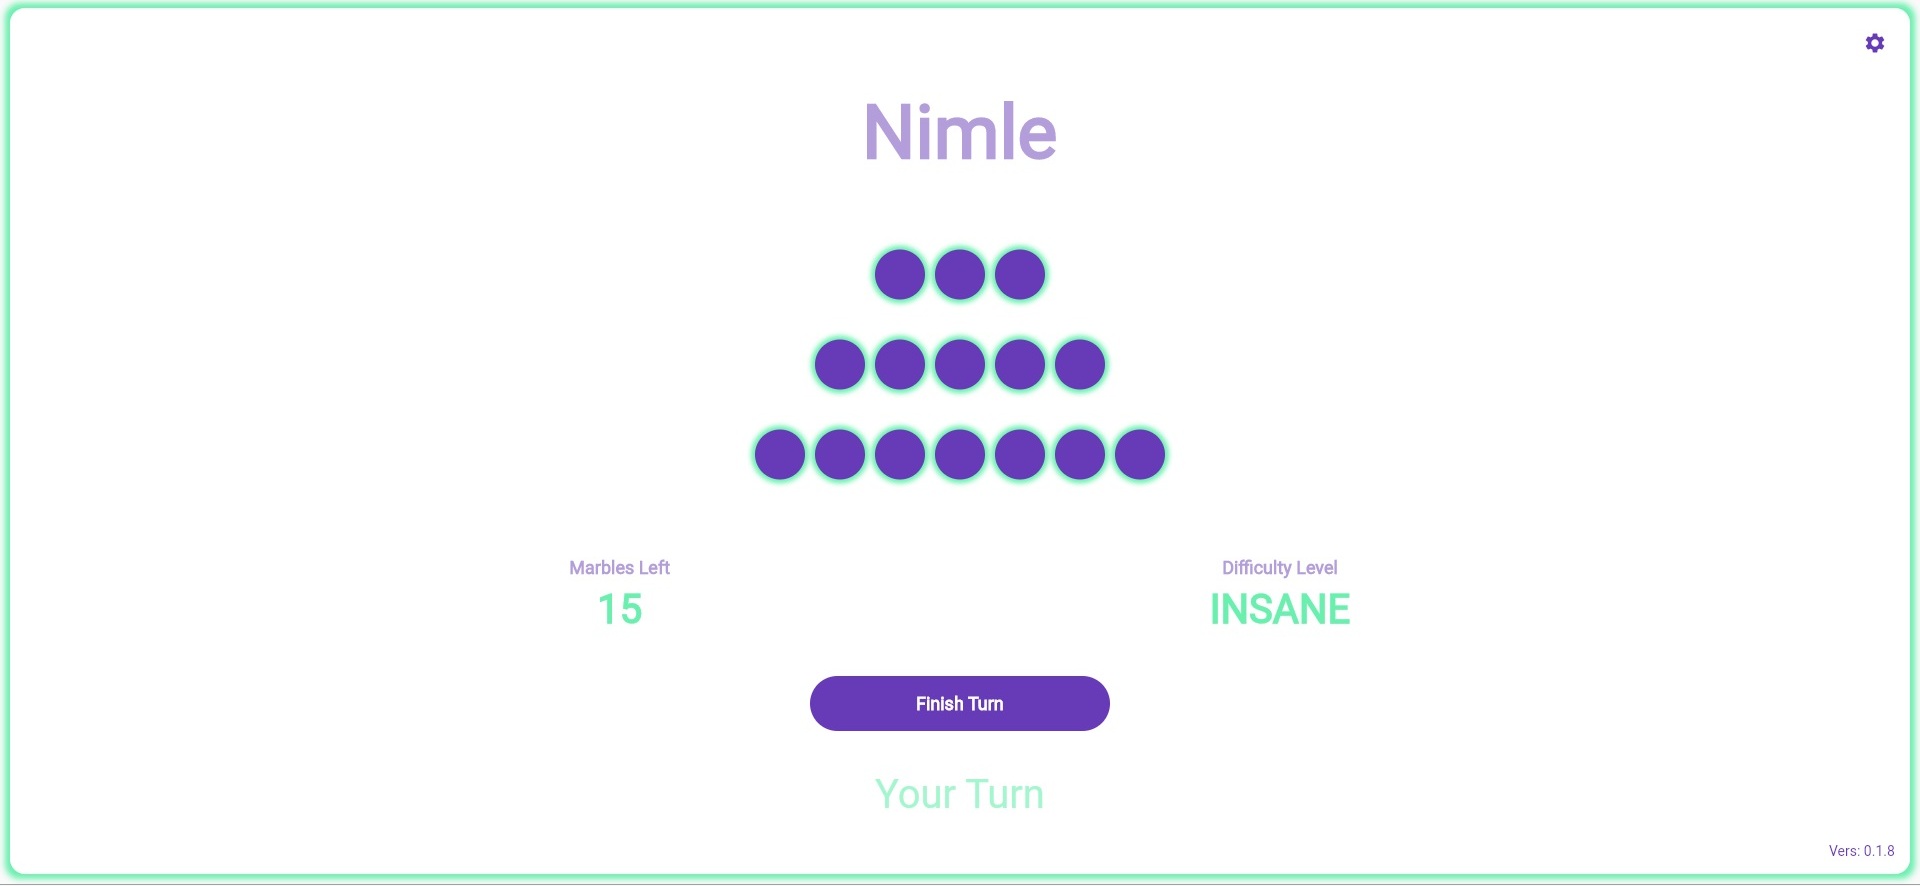 Nimle
Marbles Left
15
Difficulty Level
INSANE
Finish Turn
Your Turn
Vers: 0.1.8